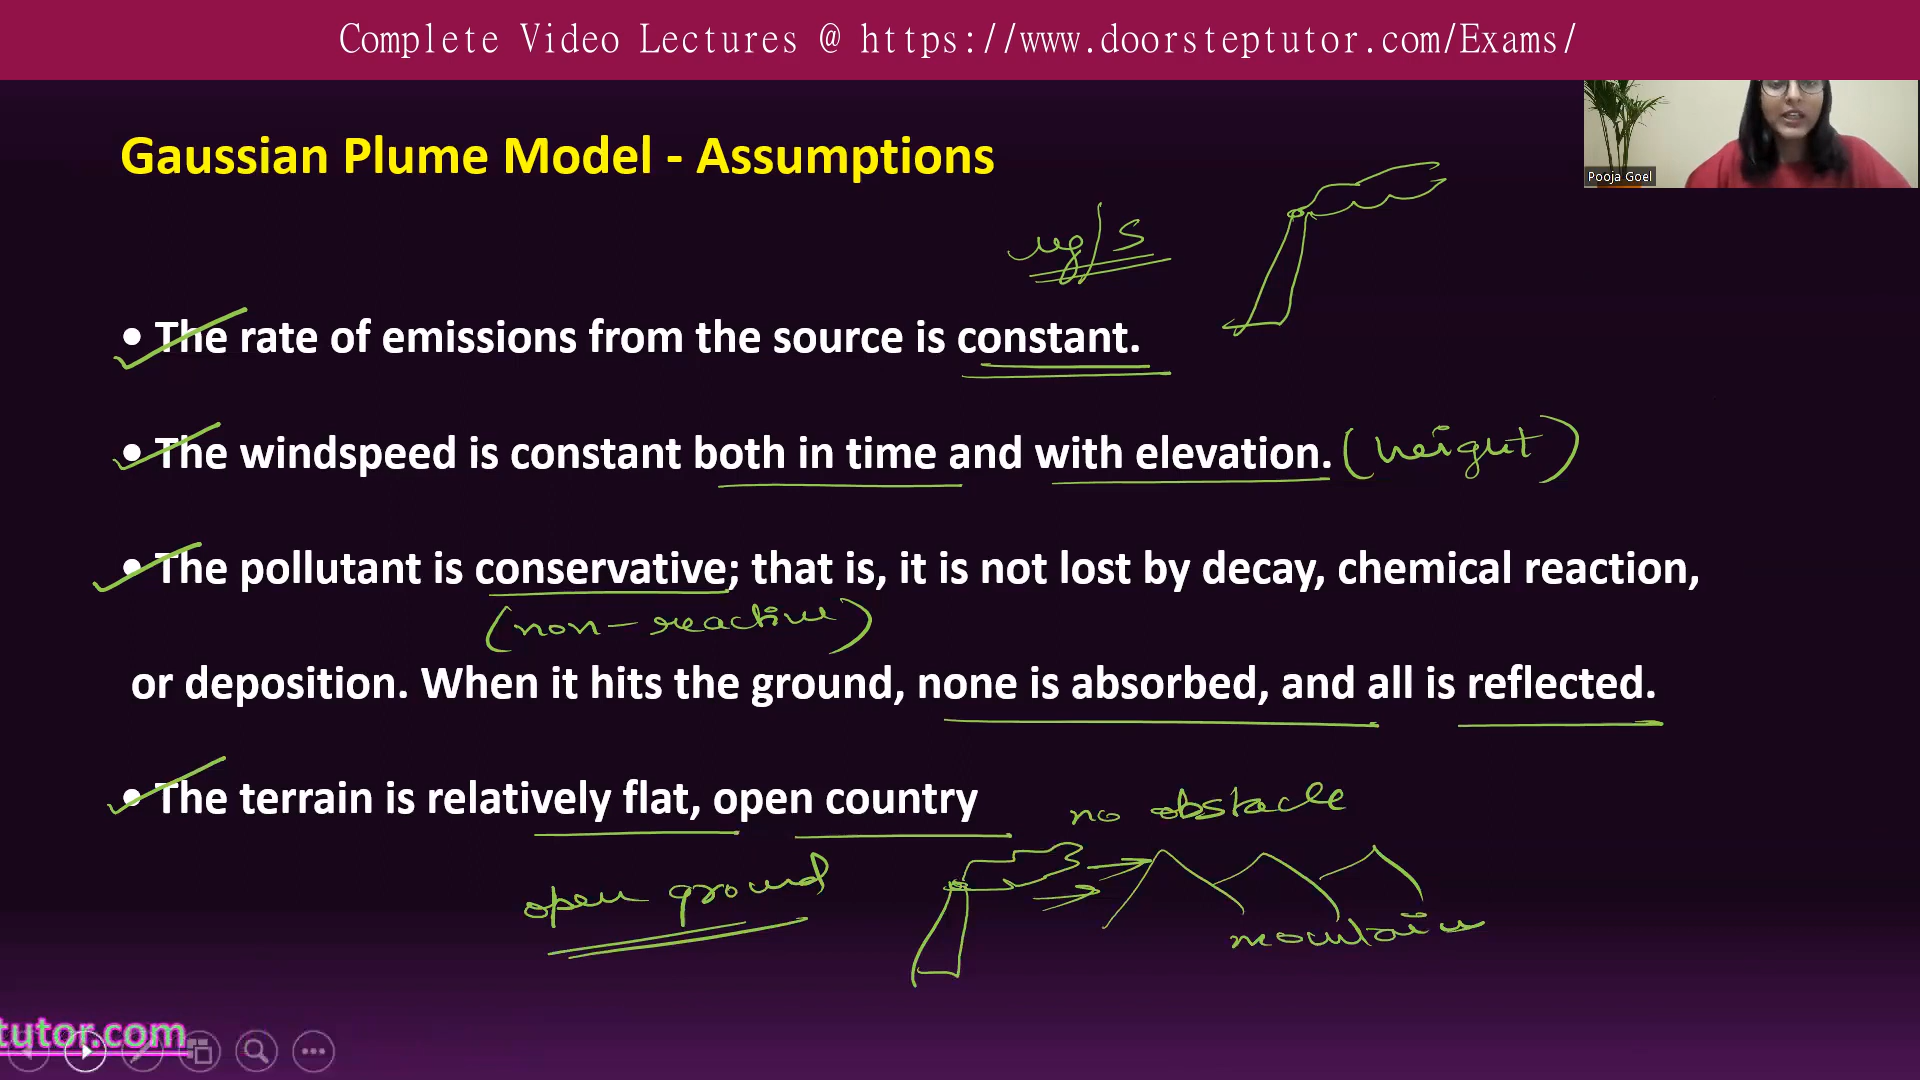 Complete Video Lectures @ https://www.doorsteptutor.com/Exams/
Pooja Goel
Gaussian Plume Model - Assumptions
ug/s
• The rate of emissions from the source is constant.
• The windspeed is constant both in time and with elevation. (height)
• The pollutant is conservative; that is, it is not lost by decay, chemical reaction,
(non-reactive)
or deposition. When it hits the ground, none is absorbed, and all is reflected.
• The terrain is relatively flat, open country
no obstacle
open ground
mountain
tutor.com